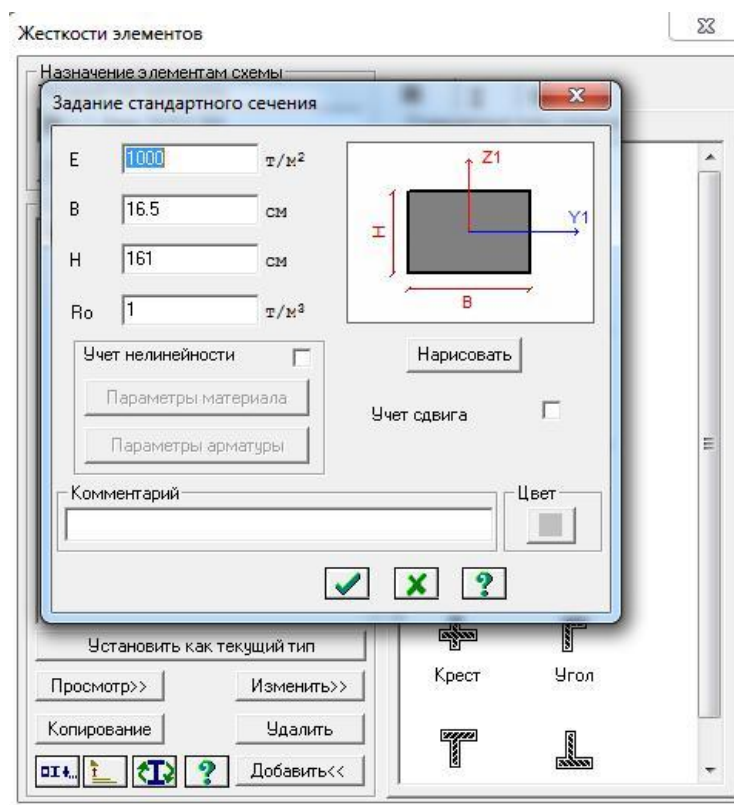 Жесткости элементов
Назначение элементам схемы
Задание стандартного сечения
E 1000 т/м²
B 16.5 см
H 161 см
Ro 1 т/м³
Z1
Y1
H
B
Учет нелинейности
Параметры материала
Параметры арматуры
Нарисовать
Учет сдвига
Комментарий
Цвет
Установить как текущий тип
Просмотр>> Изменить>>
Копирование Удалить
Добавить<<
Крест Угол